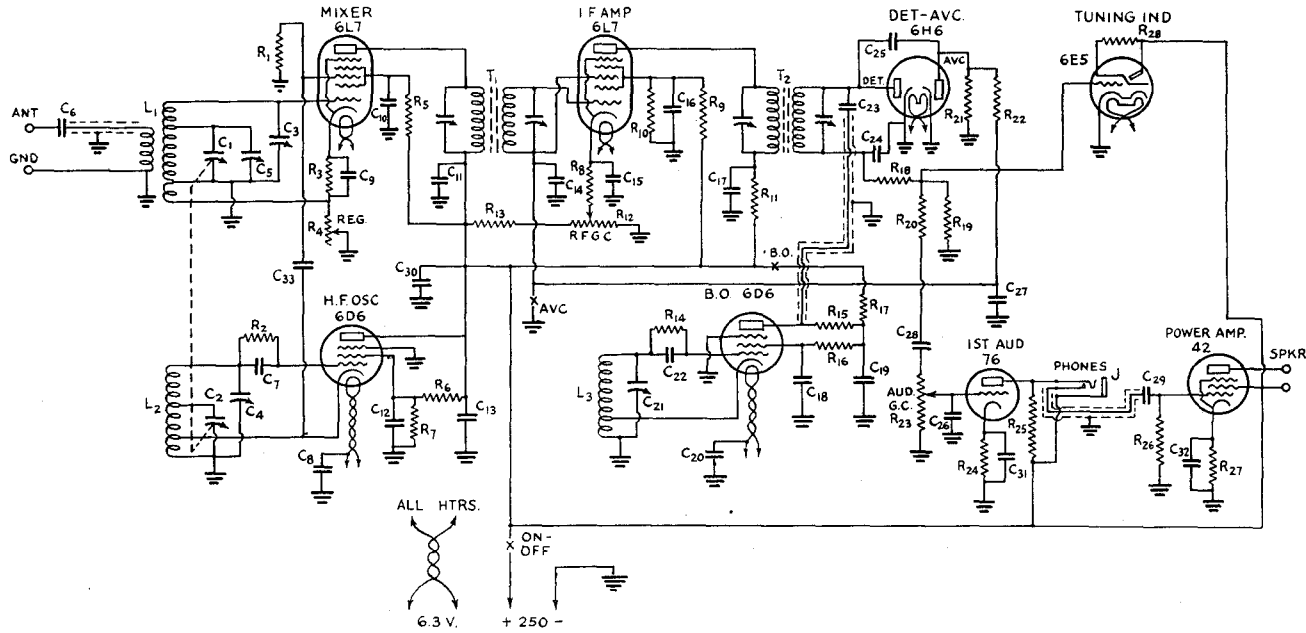 MIXER
6L7
I F AMP
6L7
DET-AVC.
6H6
TUNING IND
R28
6E5
C25
DET.
AVC
R1
ANT
C6
L1
GND
C1
C5
C3
C10
R5
T1
R10
C16
R9
T2
C23
C24
R21
R22
R3
C9
R4
REG.
C11
C14
R8
C15
C17
R11
R18
R20
R19
R13
R12
RFGC
C33
C30
B.O.
AVC
C27
H.F. OSC
6D6
B.O. 6D6
R2
C7
L2
C2
C4
C8
C12
R7
R6
C13
R14
C22
L3
C21
C20
C18
R15
R16
R17
C19
C28
AUD.
G.C.
R23
C26
1ST AUD
76
R24
C31
R25
PHONES
J
C29
R26
POWER AMP.
42
SPKR
C32
R27
ALL HTRS.
6.3 V.
ON-
OFF
+ 250 -